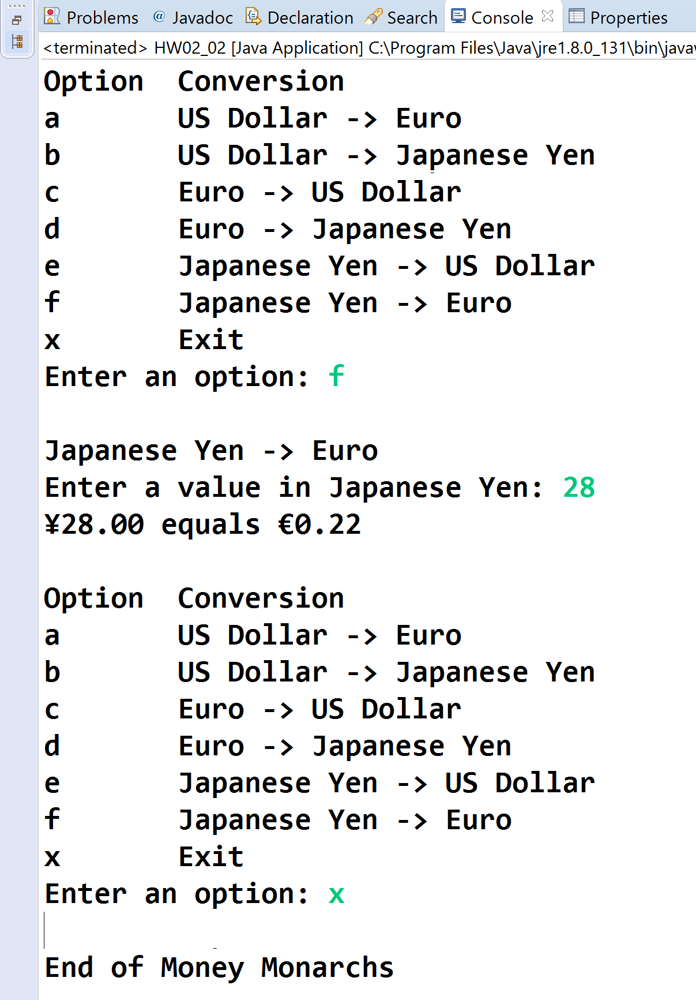 Problems @ Javadoc Declaration Search Console Properties
<terminated> HW02_02 [Java Application] C:\Program Files\Java\jre1.8.0_131\bin\java
Option  Conversion
a       US Dollar -> Euro
b       US Dollar -> Japanese Yen
c       Euro -> US Dollar
d       Euro -> Japanese Yen
e       Japanese Yen -> US Dollar
f       Japanese Yen -> Euro
x       Exit
Enter an option: f
Japanese Yen -> Euro
Enter a value in Japanese Yen: 28
¥28.00 equals €0.22
Option  Conversion
a       US Dollar -> Euro
b       US Dollar -> Japanese Yen
c       Euro -> US Dollar
d       Euro -> Japanese Yen
e       Japanese Yen -> US Dollar
f       Japanese Yen -> Euro
x       Exit
Enter an option: x
End of Money Monarchs